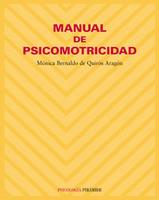 MANUAL
DE
PSICOMOTRICIDAD
Mónica Bernaldo de Quirós Aragón
PSICOLOGÍA PIRÁMIDE